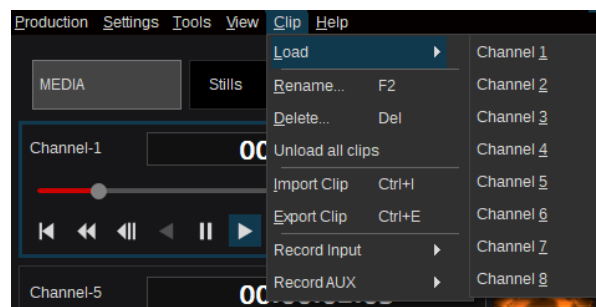 Production Settings Tools View Clip Help
Load Channel 1
MEDIA Stills Rename... F2 Channel 2
Delete... Del Channel 3
Channel-1 00 Unload all clips Channel 4
Import Clip Ctrl+I Channel 5
Export Clip Ctrl+E Channel 6
Record Input Channel 7
Record AUX Channel 8
Channel-5